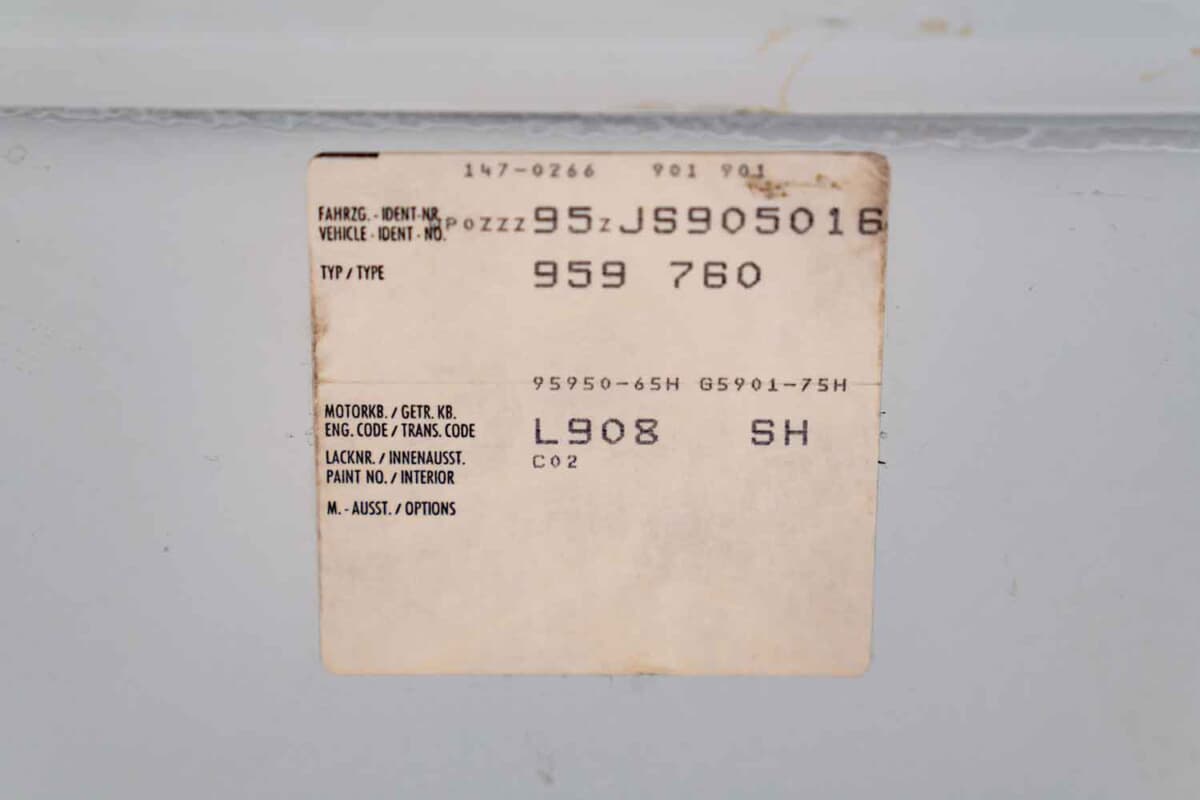 147-0266 901 901
FAHRZG.-IDENT-NR.
VEHICLE-IDENT-NO. WP0ZZZ95ZJS905016
TYP / TYPE 959 760
95950-65H G5901-75H
MOTORKB. / GETR. KB.
ENG. CODE / TRANS. CODE L908 SH
LACKNR. / INNENAUSST. C02
PAINT NO. / INTERIOR
M.-AUSST. / OPTIONS